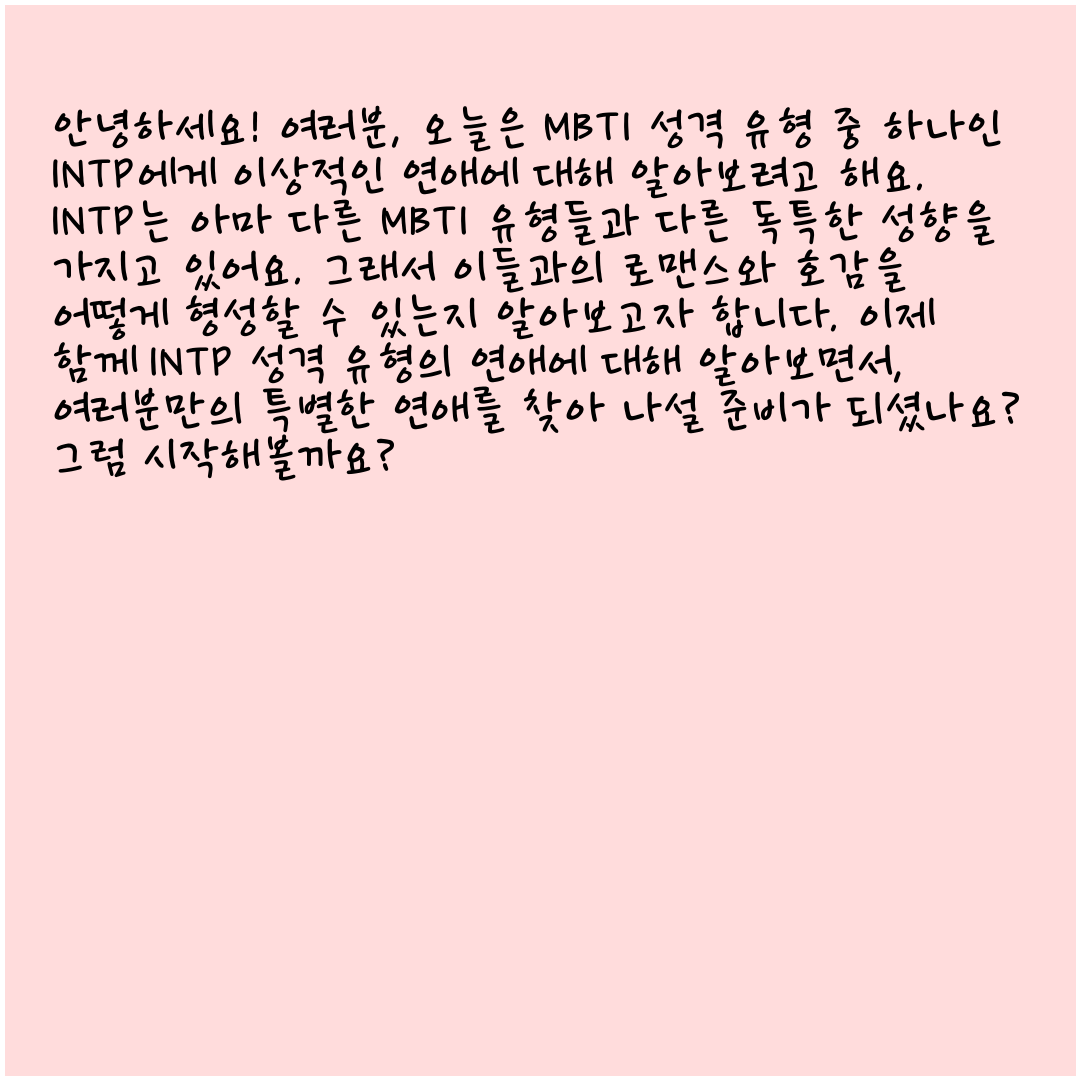 안녕하세요! 여러분, 오늘은 MBTI 성격 유형 중 하나인
INTP에게 이상적인 연애에 대해 알아보려고 해요.
INTP는 아마 다른 MBTI 유형들과 다른 독특한 성향을
가지고 있어요. 그래서 이들과의 로맨스와 호감을
어떻게 형성할 수 있는지 알아보고자 합니다. 이제
함께 INTP 성격 유형의 연애에 대해 알아보면서,
여러분만의 특별한 연애를 찾아 나설 준비가 되셨나요?
그럼 시작해볼까요?